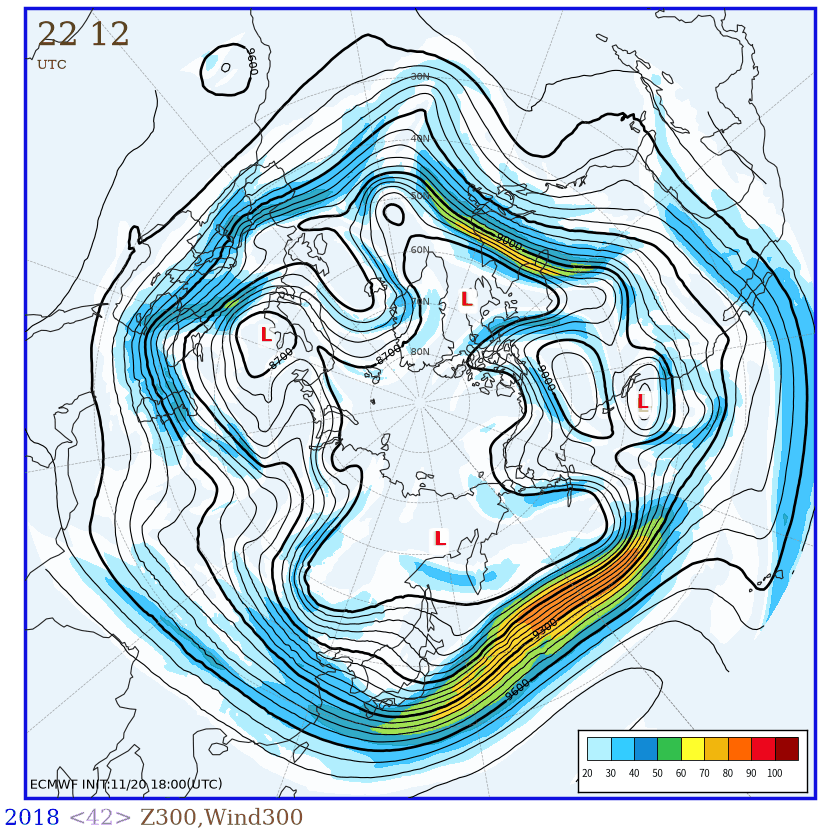 22 12
UTC
9600
30N
40N
50N
60N
9000
70N
L
L
8700
8700
80N
9000
L
L
9300
9600
20 30 40 50 60 70 80 90 100
ECMWF INIT:11/20 18:00(UTC)
2018 <42> Z300,Wind300